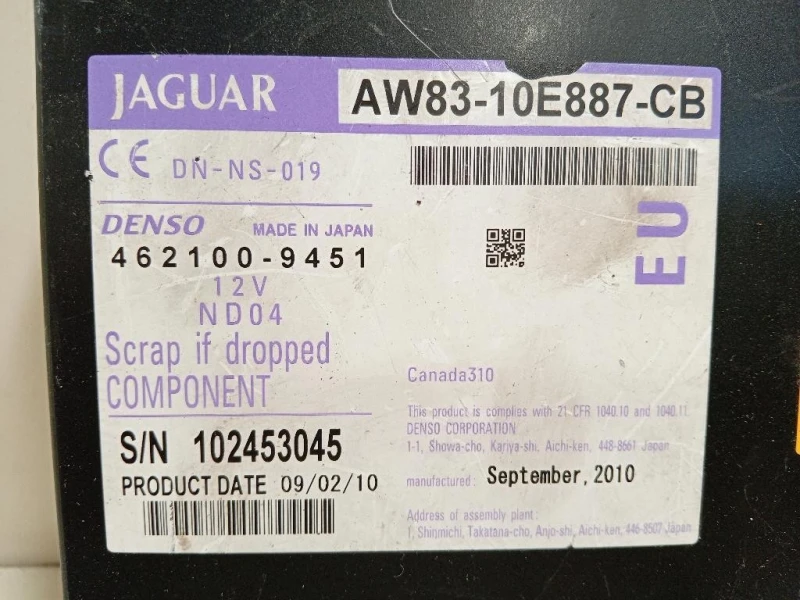 JAGUAR
AW83-10E887-CB
CE DN-NS-019
DENSO MADE IN JAPAN
462100-9451
12V
ND04
EU
Scrap if dropped
COMPONENT
S/N 102453045
PRODUCT DATE 09/02/10
Canada310
This product is complies with 21 CFR 1040.10 and 1040.11.
DENSO CORPORATION
1-1, Showa-cho, Kariya-shi, Aichi-ken, 448-8661 Japan
manufactured: September, 2010
Address of assembly plant:
1, Shinmichi, Takatana-cho, Anjo-shi, Aichi-ken, 446-8507 Japan